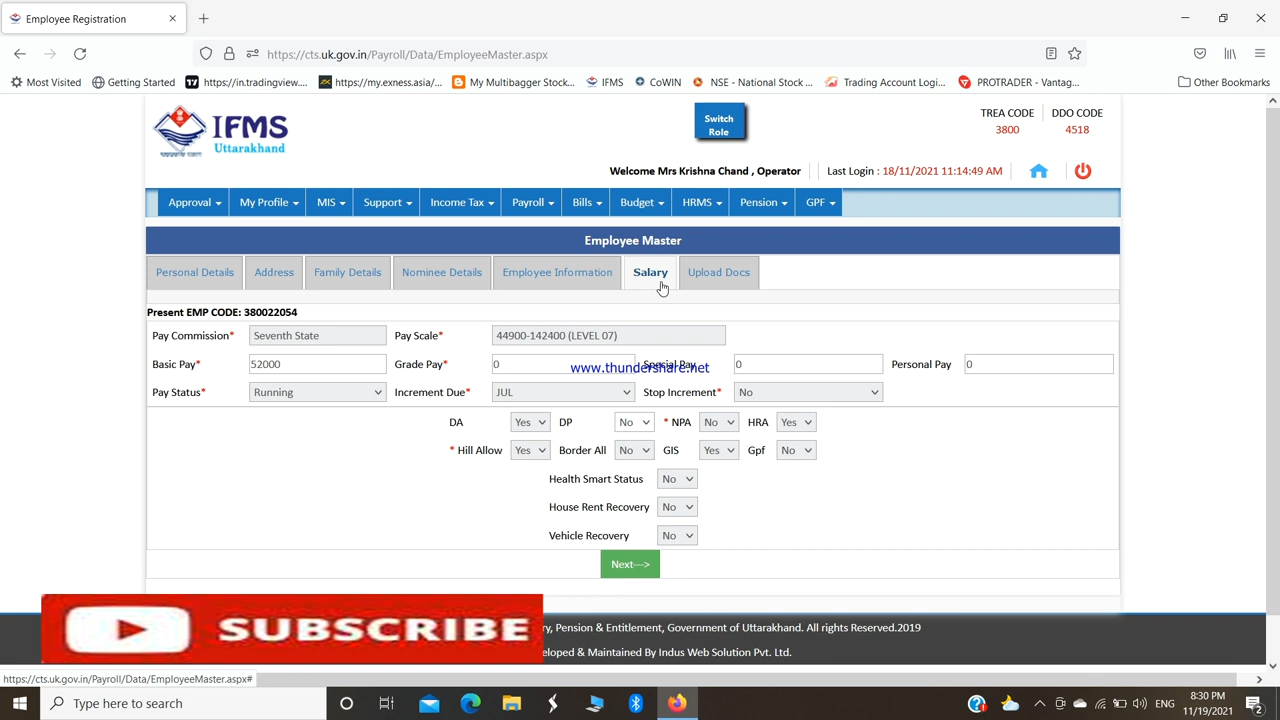 Employee Registration
https://cts.uk.gov.in/Payroll/Data/EmployeeMaster.aspx
Most Visited Getting Started https://in.tradingview.... https://my.exness.asia/... My Multibagger Stock... IFMS CoWIN NSE - National Stock ... Trading Account Logi... PROTRADER - Vantag... Other Bookmarks
IFMS
Uttarakhand
Switch
Role
TREA CODE DDO CODE
3800 4518
Welcome Mrs Krishna Chand , Operator Last Login : 18/11/2021 11:14:49 AM
Approval My Profile MIS Support Income Tax Payroll Bills Budget HRMS Pension GPF
Employee Master
Personal Details Address Family Details Nominee Details Employee Information Salary Upload Docs
Present EMP CODE: 380022054
Pay Commission* Seventh State Pay Scale* 44900-142400 (LEVEL 07)
Basic Pay* 52000 Grade Pay* 0 Special Pay 0 Personal Pay 0
www.thundershare.net
Pay Status* Running Increment Due* JUL Stop Increment* No
DA Yes DP No * NPA No HRA Yes
* Hill Allow Yes Border All No GIS Yes Gpf No
Health Smart Status No
House Rent Recovery No
Vehicle Recovery No
Next--->
SUBSCRIBE
ry, Pension & Entitlement, Government of Uttarakhand. All rights Reserved.2019
eloped & Maintained By Indus Web Solution Pvt. Ltd.
https://cts.uk.gov.in/Payroll/Data/EmployeeMaster.aspx#
Type here to search
ENG
8:30 PM
11/19/2021
2